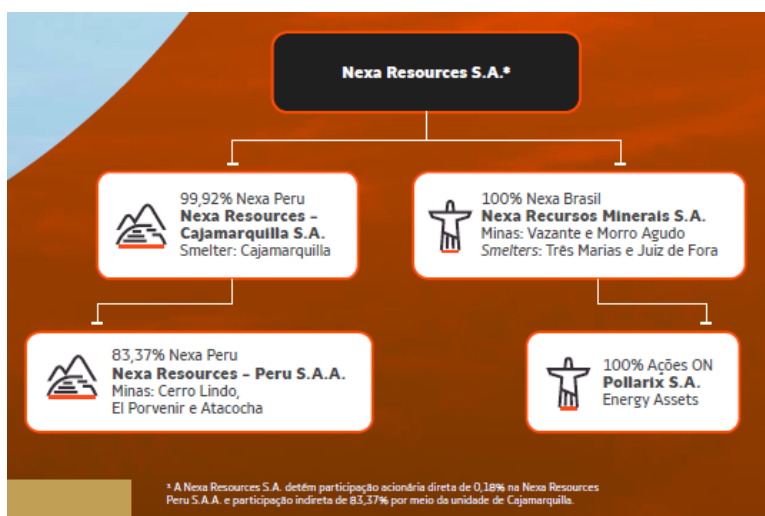 Nexa Resources S.A.*
99,92% Nexa Peru
Nexa Resources –
Cajamarquilla S.A.
Smelter: Cajamarquilla
100% Nexa Brasil
Nexa Recursos Minerais S.A.
Minas: Vazante e Morro Agudo
Smelters: Três Marias e Juiz de Fora
83,37% Nexa Peru
Nexa Resources – Peru S.A.A.
Minas: Cerro Lindo,
El Porvenir e Atacocha
100% Ações ON
Pollarix S.A.
Energy Assets
* A Nexa Resources S.A. detém participação acionária direta de 0,18% na Nexa Resources
Peru S.A.A. e participação indireta de 83,37% por meio da unidade de Cajamarquilla.